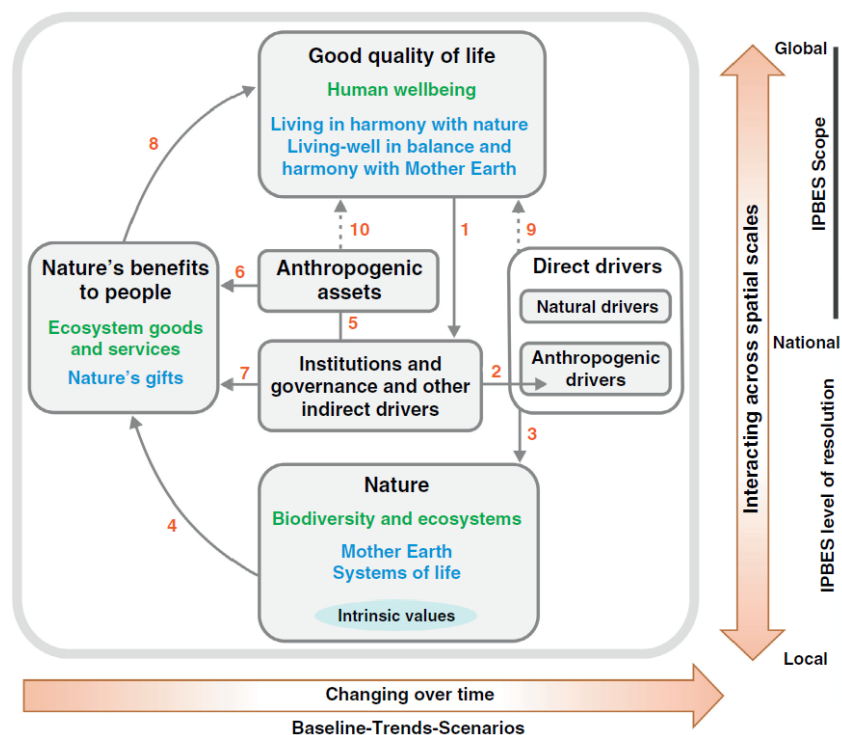 Good quality of life
Human wellbeing
Living in harmony with nature
Living-well in balance and
harmony with Mother Earth
8
10
1
9
Nature's benefits
to people
Ecosystem goods
and services
Nature's gifts
6
Anthropogenic
assets
5
7
Institutions and
governance and other
indirect drivers
2
Direct drivers
Natural drivers
Anthropogenic
drivers
3
4
Nature
Biodiversity and ecosystems
Mother Earth
Systems of life
Intrinsic values
Global
IPBES Scope
Interacting across spatial scales
National
IPBES level of resolution
Local
Changing over time
Baseline-Trends-Scenarios